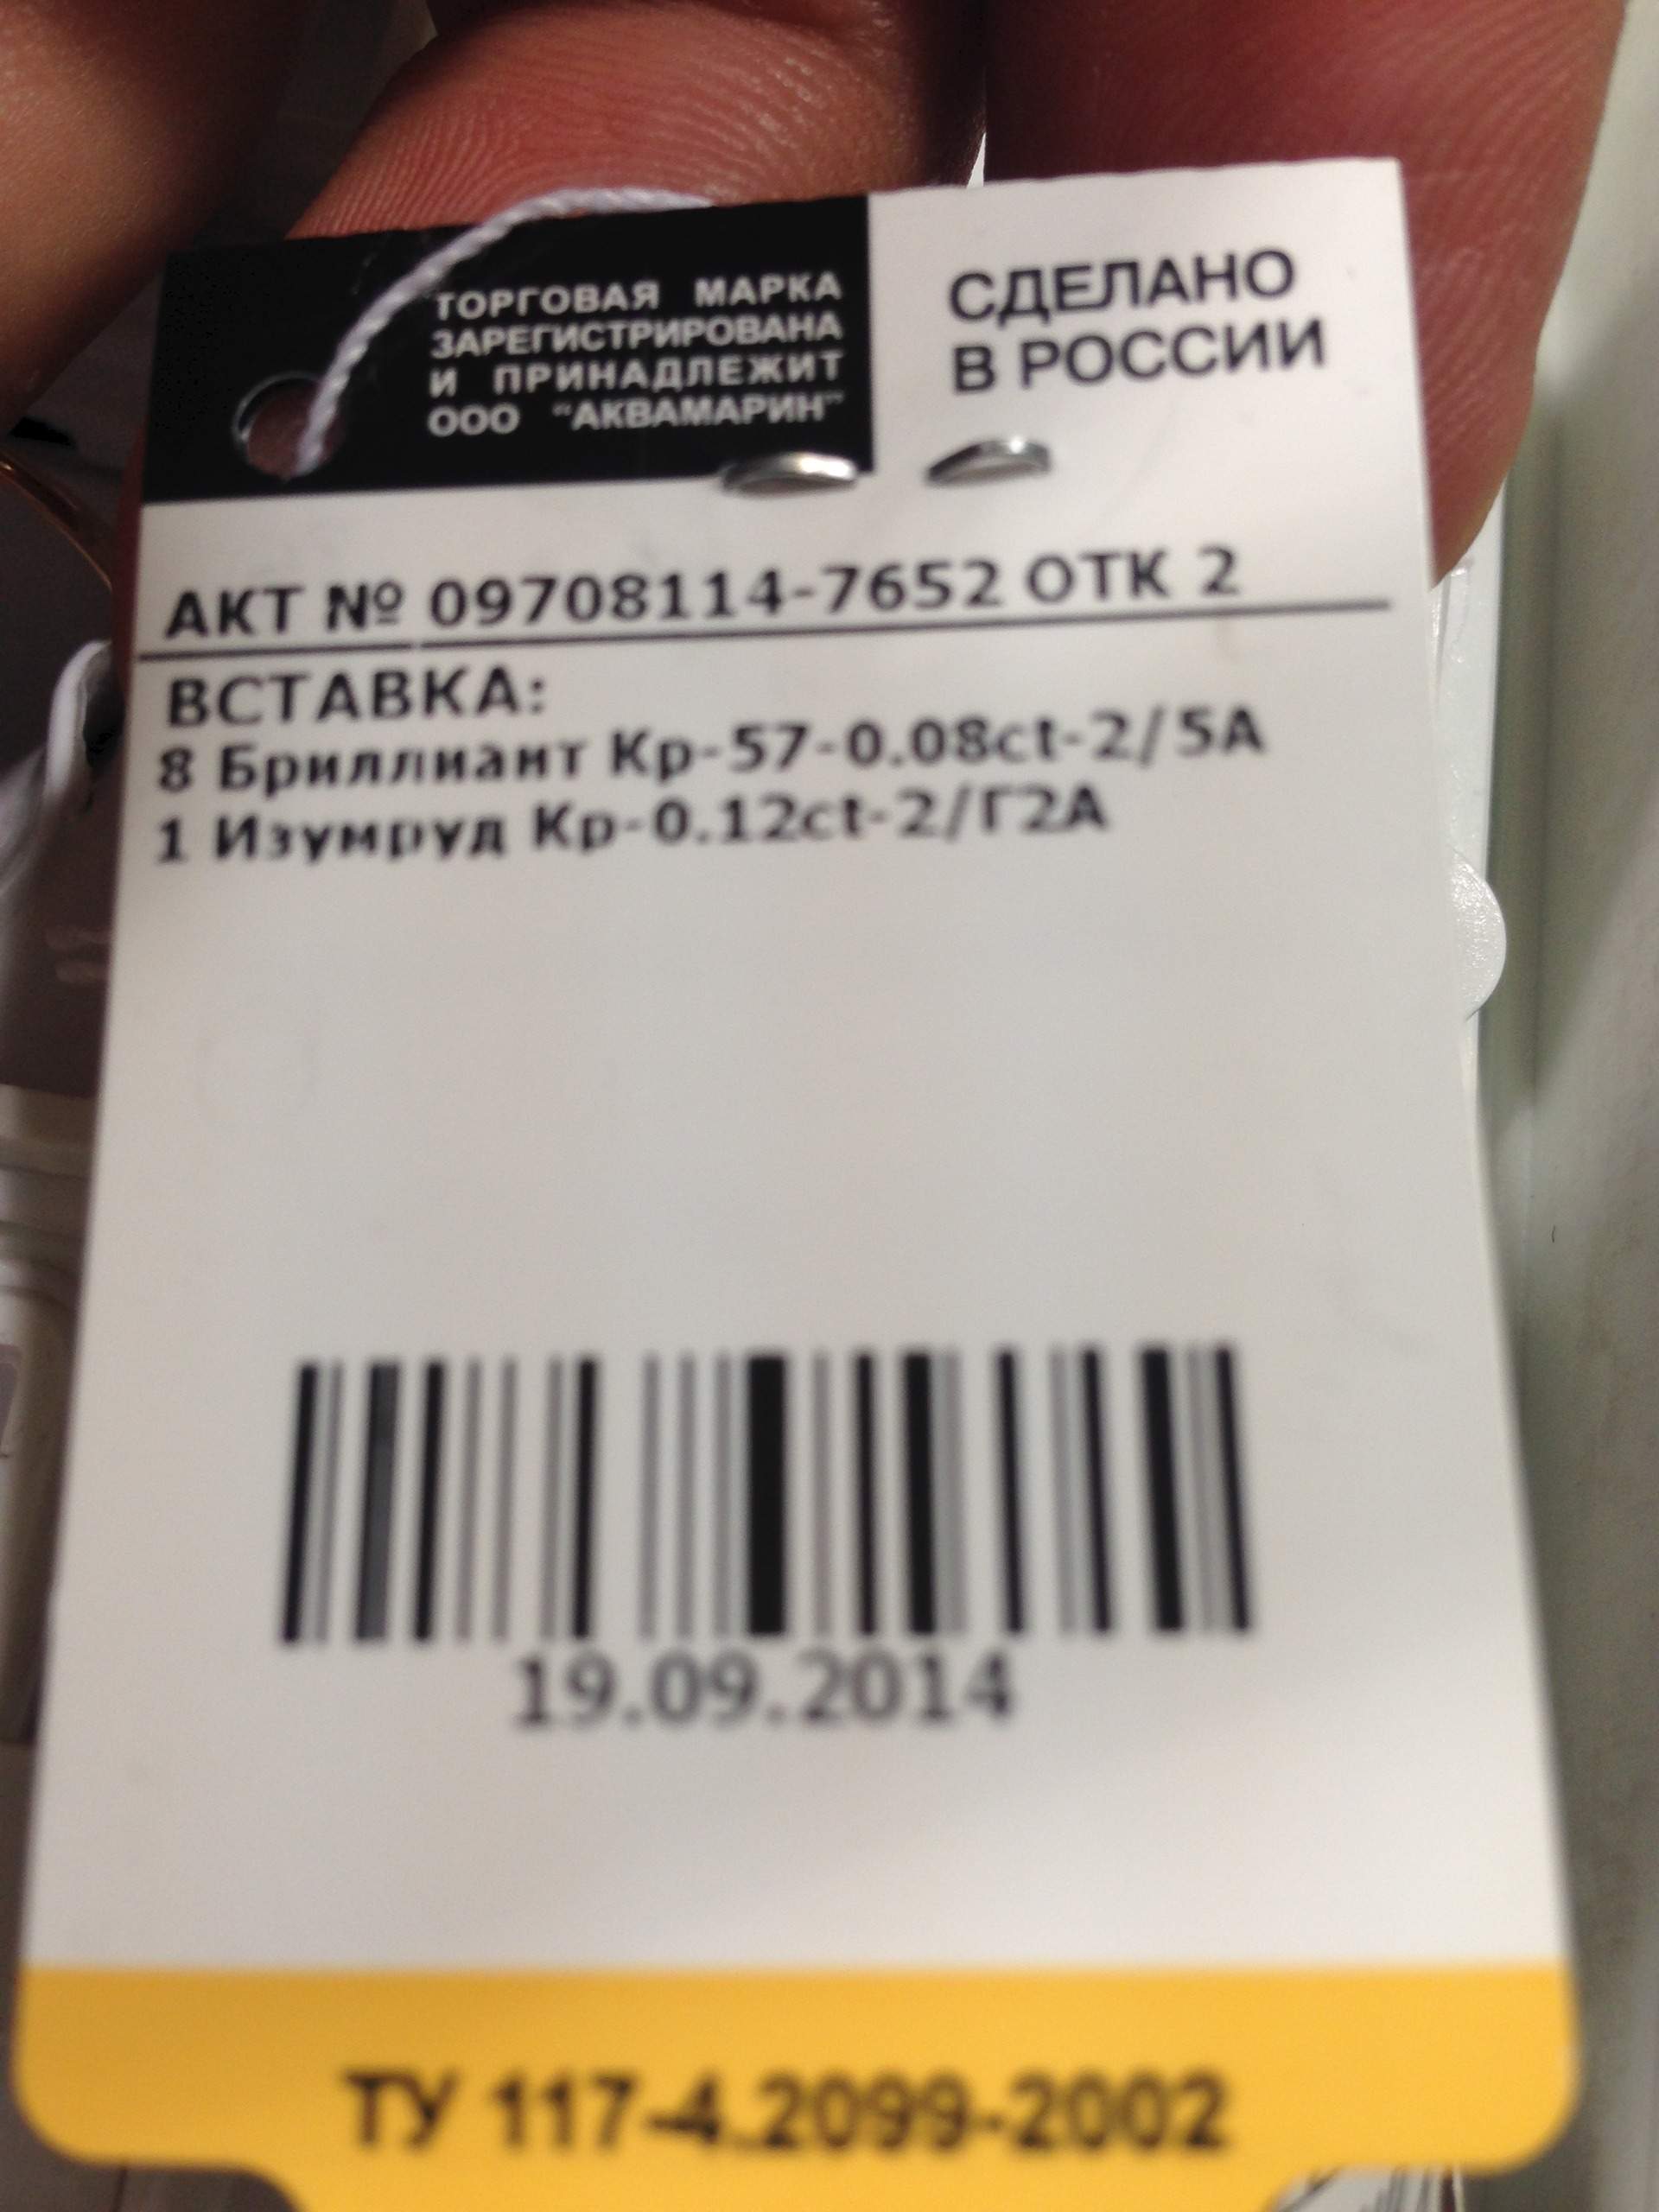 ТОРГОВАЯ МАРКА
ЗАРЕГИСТРИРОВАНА
И ПРИНАДЛЕЖИТ
ООО "АКВАМАРИН"
СДЕЛАНО
В РОССИИ
АКТ № 09708114-7652 ОТК 2
ВСТАВКА:
8 Бриллиант Кр-57-0.08ct-2/5А
1 Изумруд Кр-0.12ct-2/Г2А
19.09.2014
ТУ 117-4.2099-2002